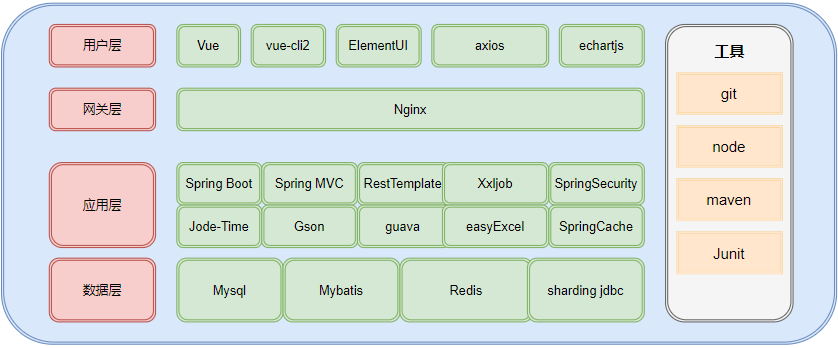 用户层
Vue
vue-cli2
ElementUI
axios
echartjs
网关层
Nginx
应用层
Spring Boot
Spring MVC
RestTemplate
Xxljob
SpringSecurity
Jode-Time
Gson
guava
easyExcel
SpringCache
数据层
Mysql
Mybatis
Redis
sharding jdbc
工具
git
node
maven
Junit